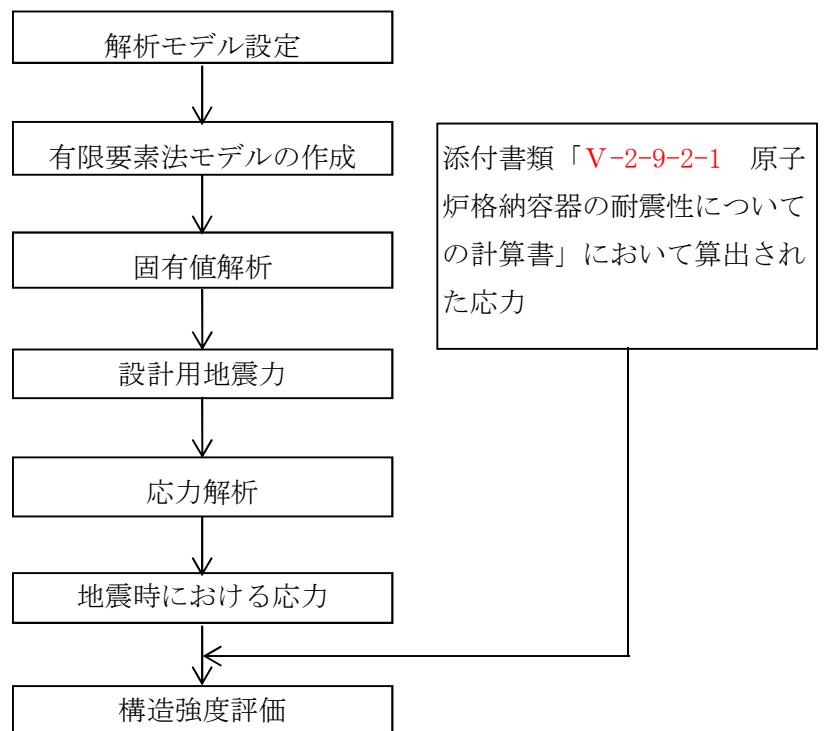 解析モデル設定
有限要素法モデルの作成
固有値解析
設計用地震力
応力解析
地震時における応力
構造強度評価
添付書類「Ⅴ-2-9-2-1　原子
炉格納容器の耐震性について
の計算書」において算出され
た応力